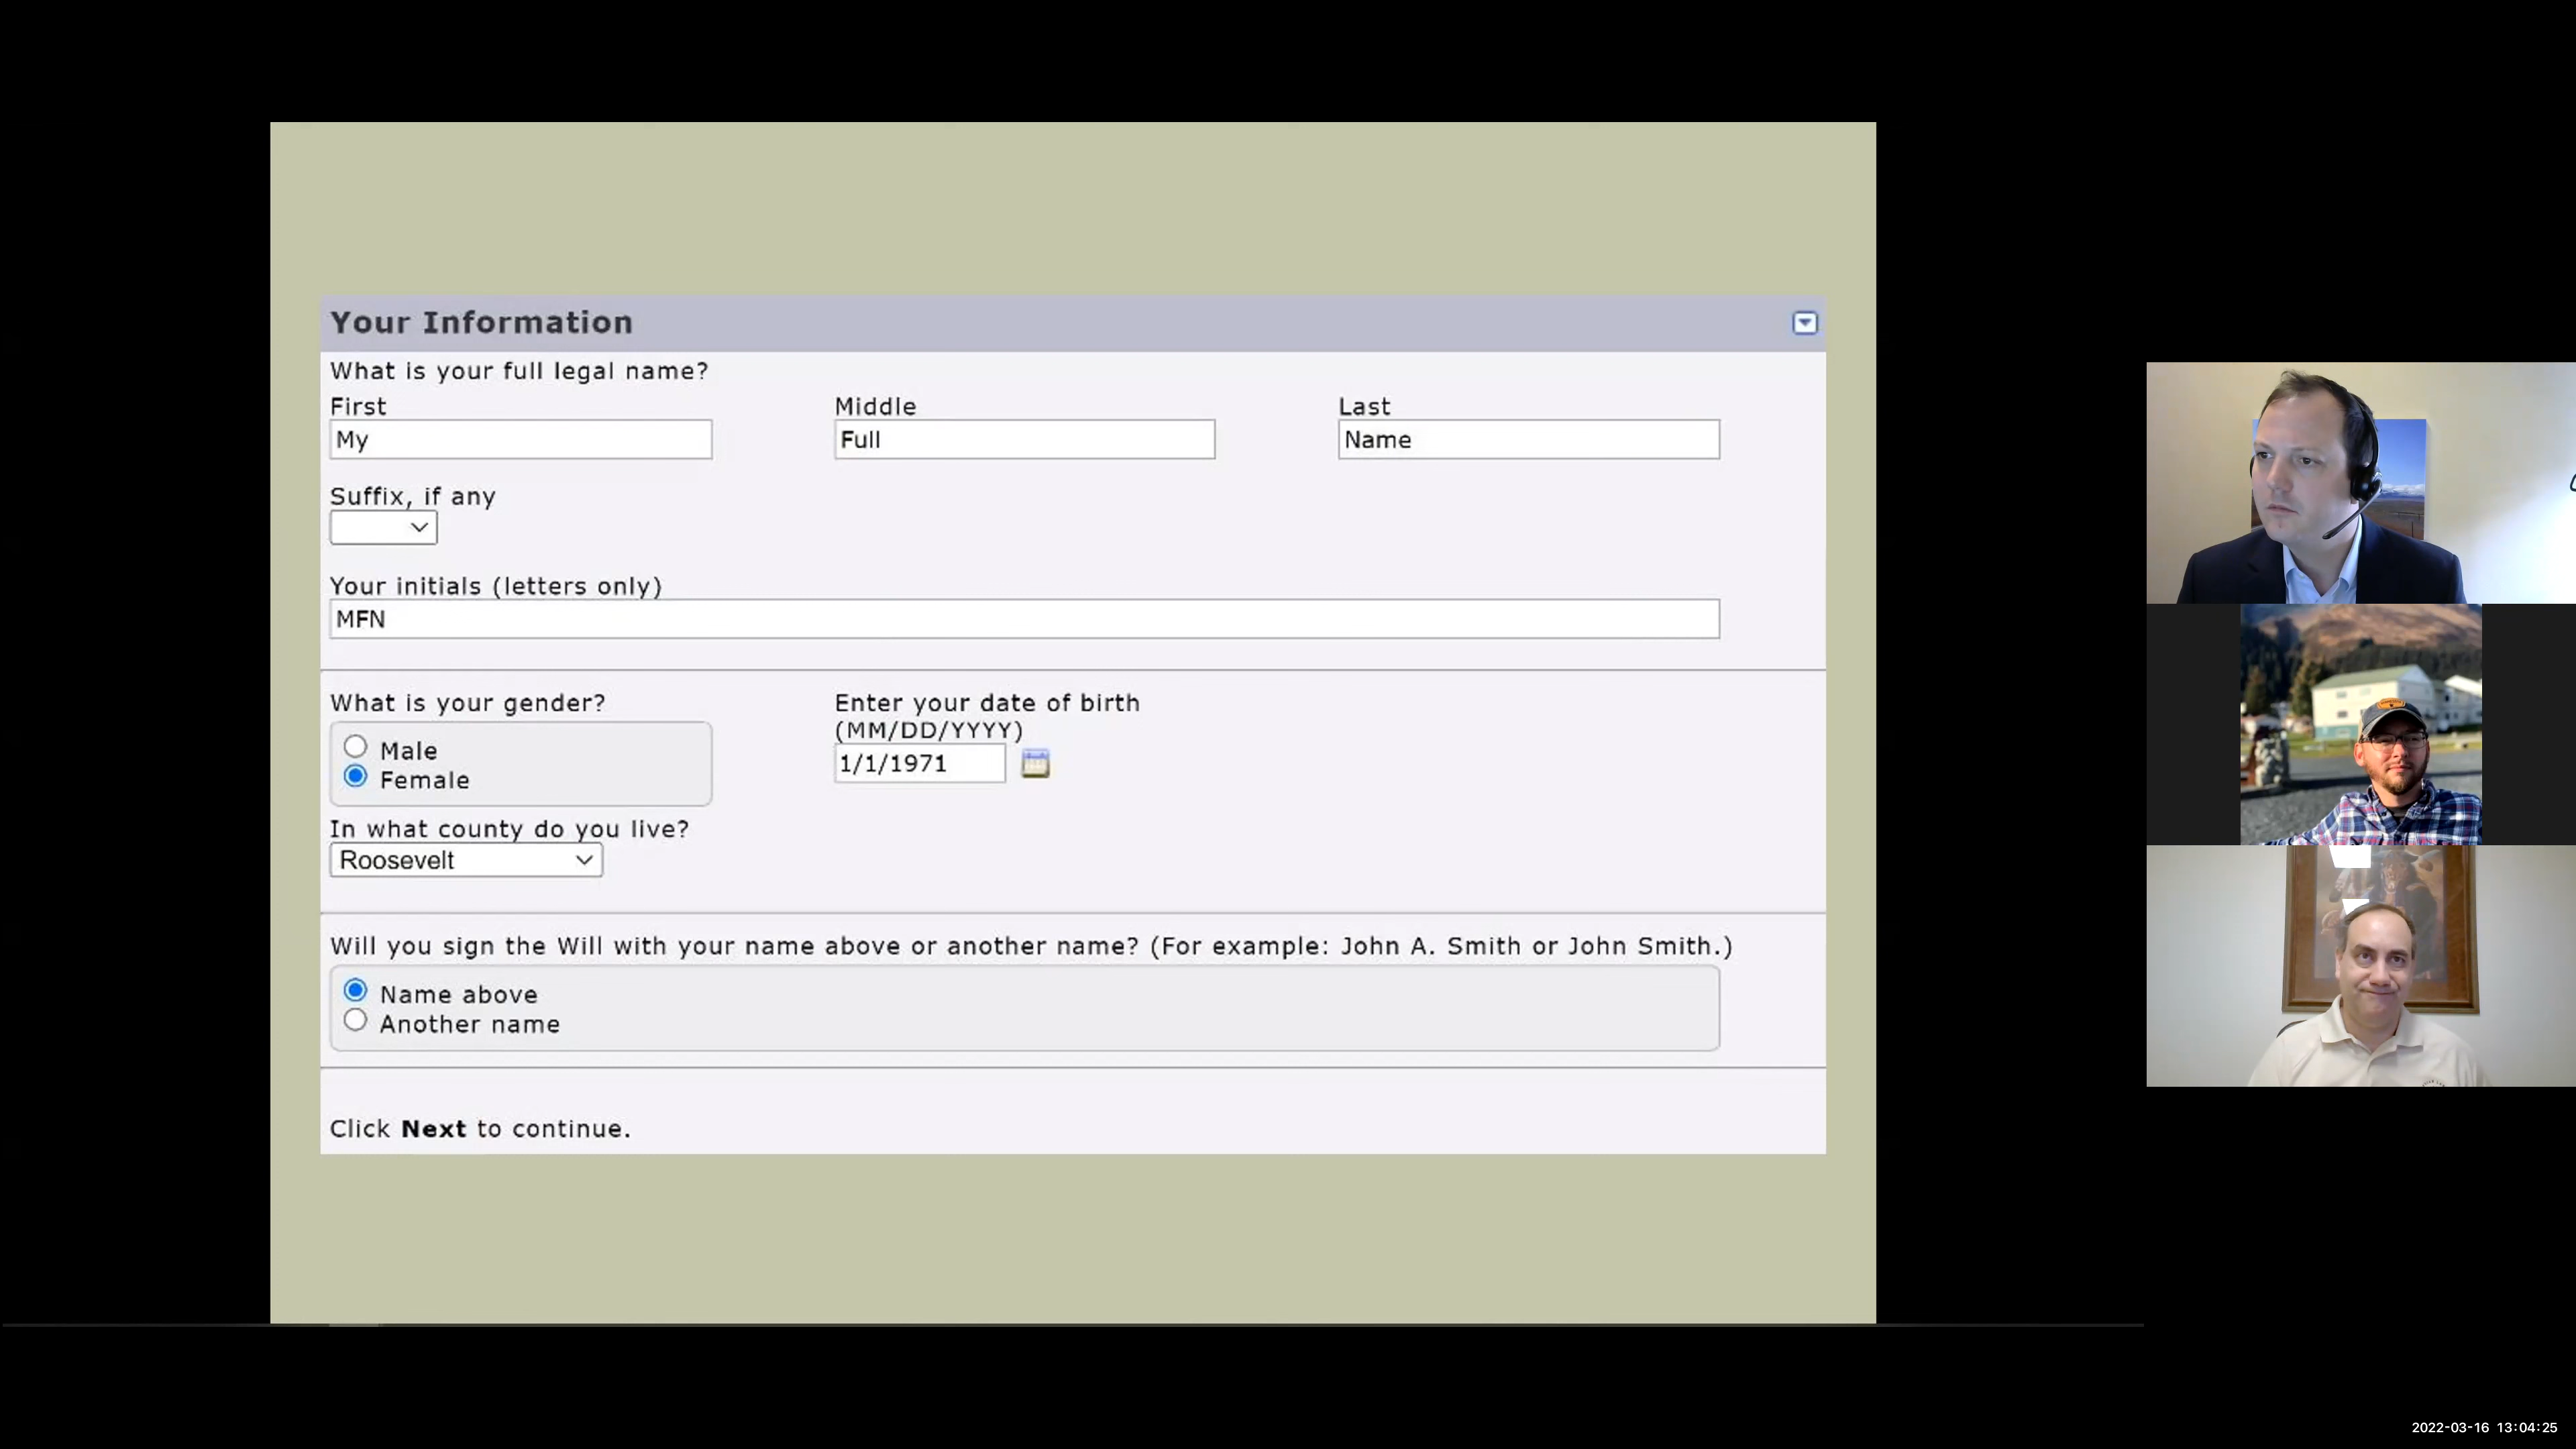 Your Information
What is your full legal name?
First Middle Last
My Full Name
Suffix, if any
Your initials (letters only)
MFN
What is your gender? Enter your date of birth
(MM/DD/YYYY)
Male
Female
1/1/1971
In what county do you live?
Roosevelt
Will you sign the Will with your name above or another name? (For example: John A. Smith or John Smith.)
Name above
Another name
Click Next to continue.
2022-03-16 13:04:25